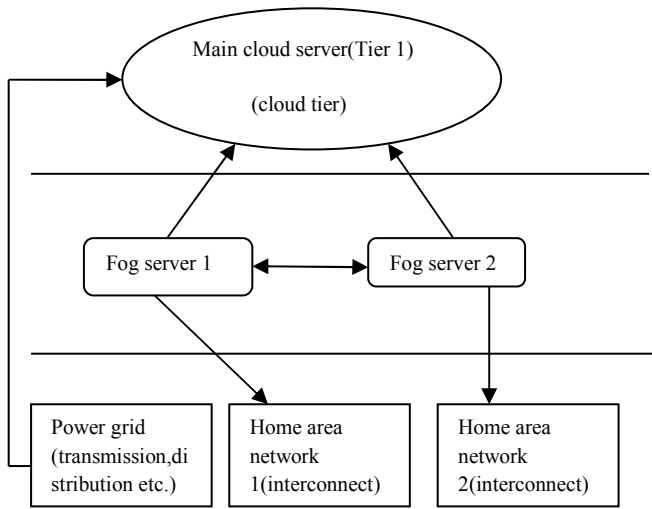 Main cloud server(Tier 1)
(cloud tier)
Fog server 1
Fog server 2
Power grid
(transmission,di
stribution etc.)
Home area
network
1(interconnect)
Home area
network
2(interconnect)